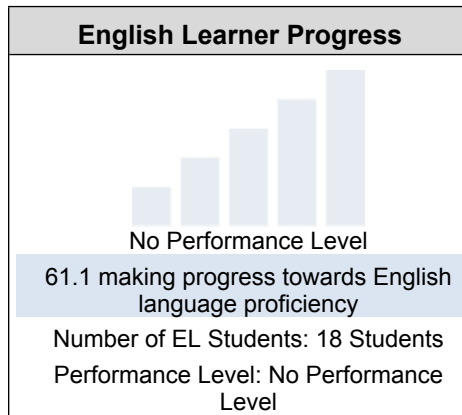 English Learner Progress
No Performance Level
61.1 making progress towards English
language proficiency
Number of EL Students: 18 Students
Performance Level: No Performance
Level